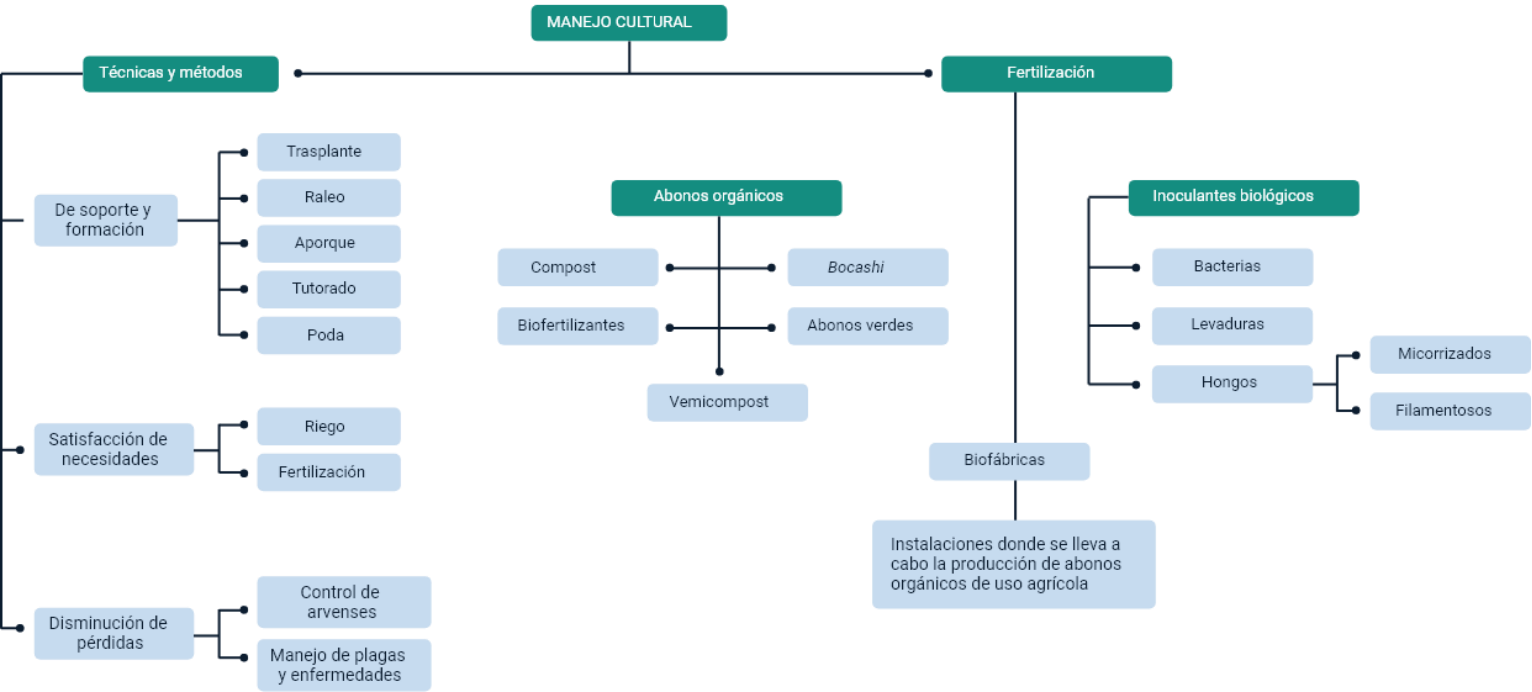 MANEJO CULTURAL
Técnicas y métodos
Fertilización
De soporte y
formación
Trasplante
Raleo
Aporque
Tutorado
Poda
Satisfacción de
necesidades
Riego
Fertilización
Disminución de
pérdidas
Control de
arvenses
Manejo de plagas
y enfermedades
Abonos orgánicos
Compost
Bocashi
Biofertilizantes
Abonos verdes
Vemicompost
Inoculantes biológicos
Bacterias
Levaduras
Hongos
Micorrizados
Filamentosos
Biofábricas
Instalaciones donde se lleva a
cabo la producción de abonos
orgánicos de uso agrícola